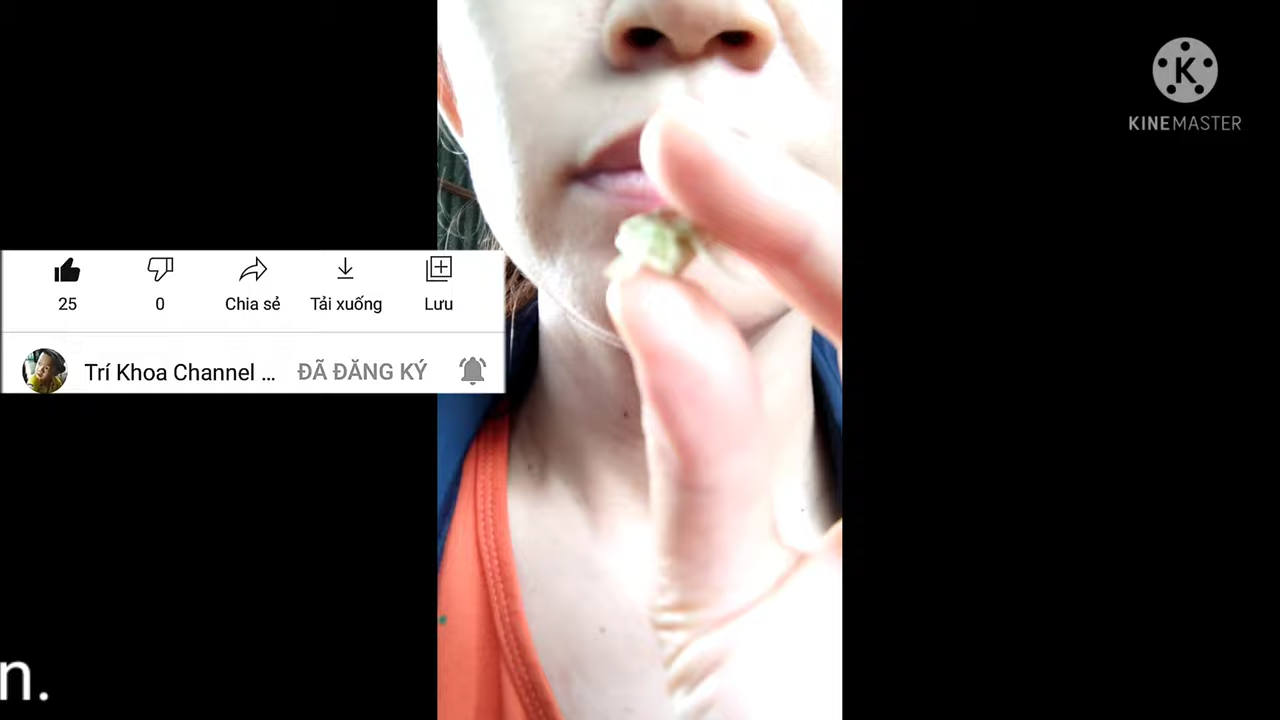 KINEMASTER
25 0 Chia sẻ Tải xuống Lưu
Trí Khoa Channel ... ĐÃ ĐĂNG KÝ
n.